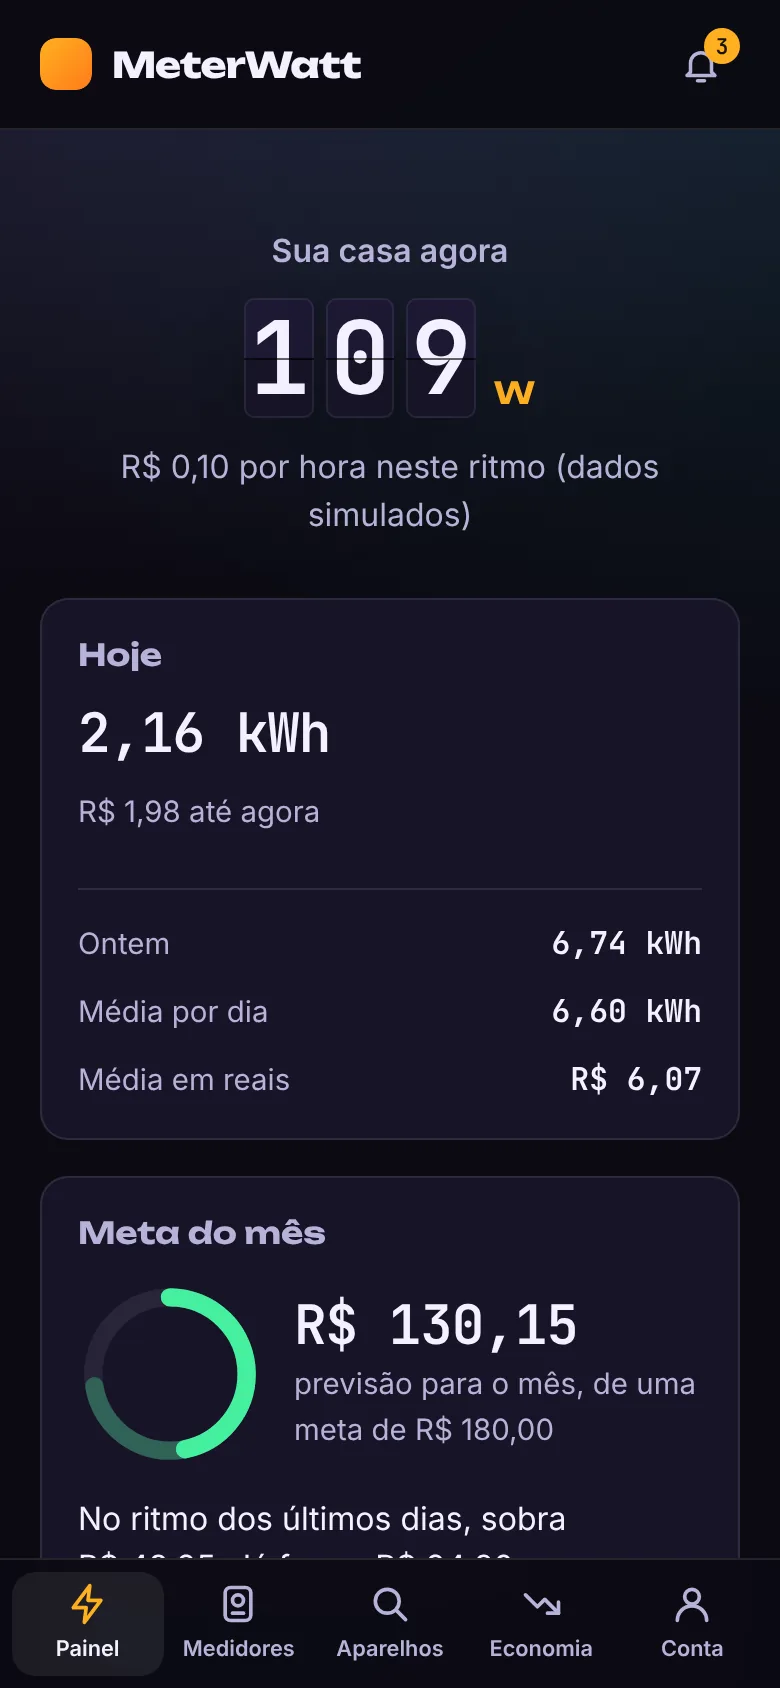 MeterWatt
3
Sua casa agora
109 W
R$ 0,10 por hora neste ritmo (dados
simulados)
Hoje
2,16 kWh
R$ 1,98 até agora
Ontem 6,74 kWh
Média por dia 6,60 kWh
Média em reais R$ 6,07
Meta do mês
R$ 130,15
previsão para o mês, de uma
meta de R$ 180,00
No ritmo dos últimos dias, sobra
Painel Medidores Aparelhos Economia Conta